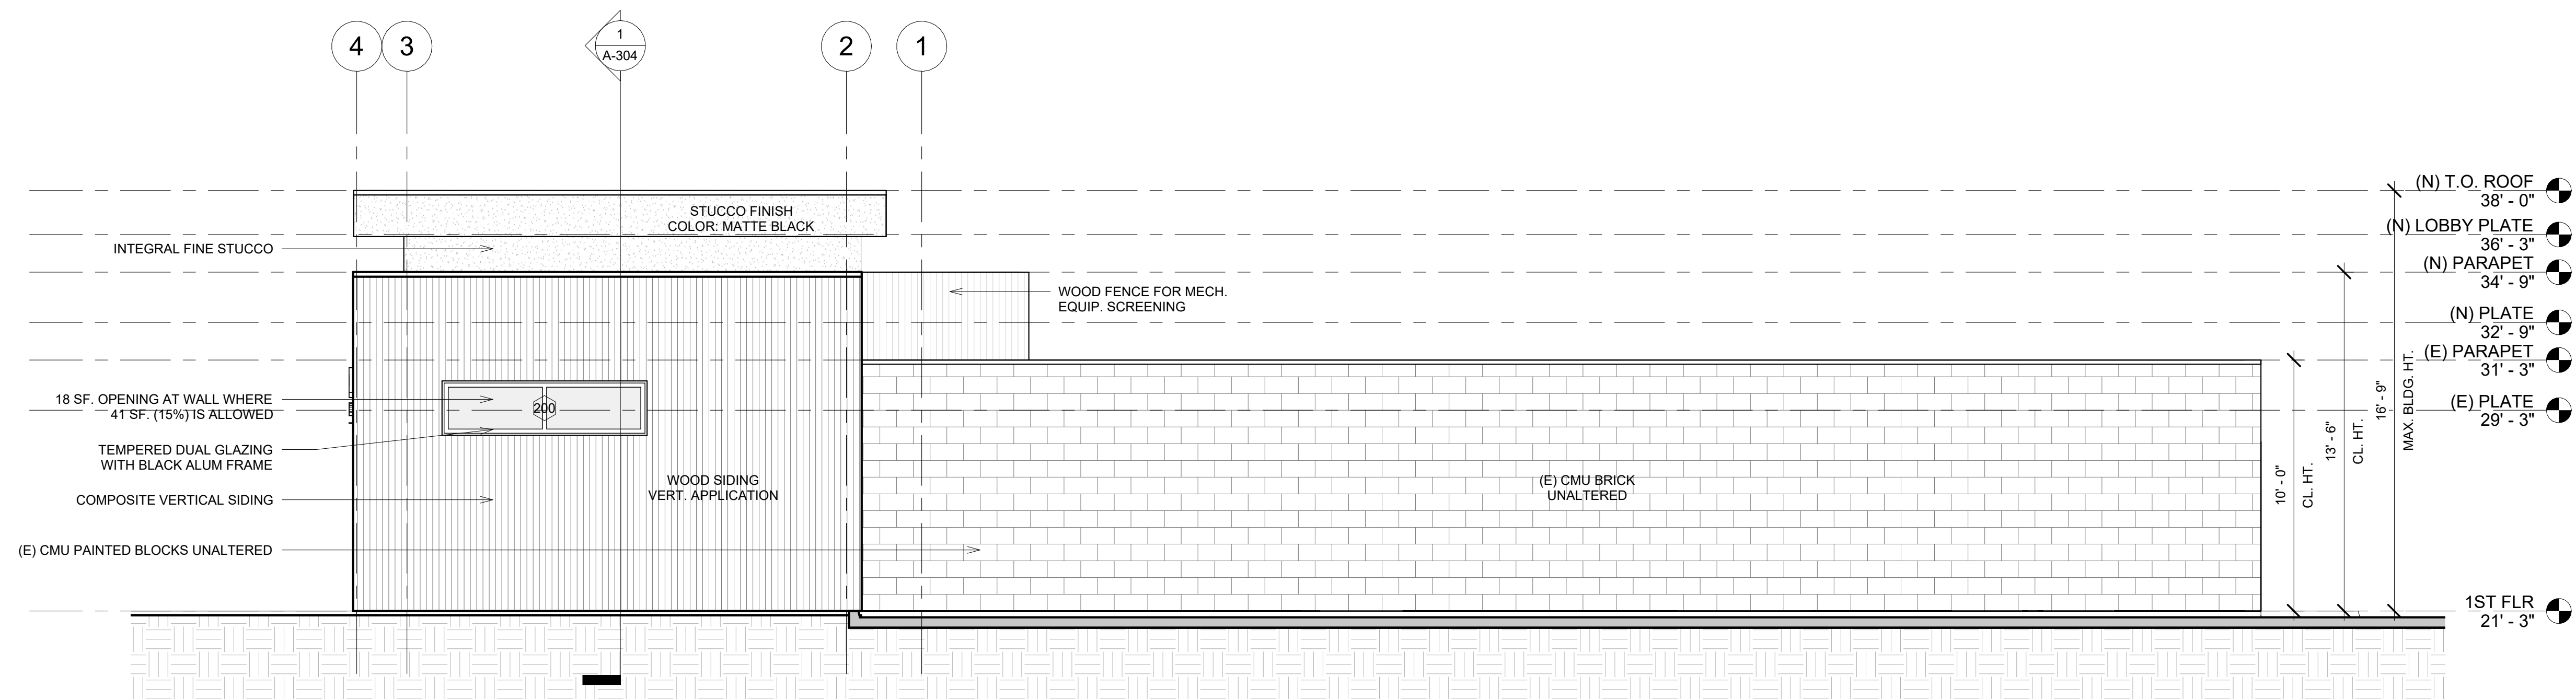 4
3
1
A-304
2
1
(N) T.O. ROOF
38' - 0"
STUCCO FINISH
COLOR: MATTE BLACK
(N) LOBBY PLATE
36' - 3"
INTEGRAL FINE STUCCO
(N) PARAPET
34' - 9"
WOOD FENCE FOR MECH.
EQUIP. SCREENING
(N) PLATE
32' - 9"
(E) PARAPET
31' - 3"
18 SF. OPENING AT WALL WHERE
41 SF. (15%) IS ALLOWED
200
(E) PLATE
29' - 3"
TEMPERED DUAL GLAZING
WITH BLACK ALUM FRAME
WOOD SIDING
VERT. APPLICATION
(E) CMU BRICK
UNALTERED
10' - 0"
CL. HT.
13' - 6"
CL. HT.
16' - 9"
MAX. BLDG. HT.
COMPOSITE VERTICAL SIDING
(E) CMU PAINTED BLOCKS UNALTERED
1ST FLR
21' - 3"